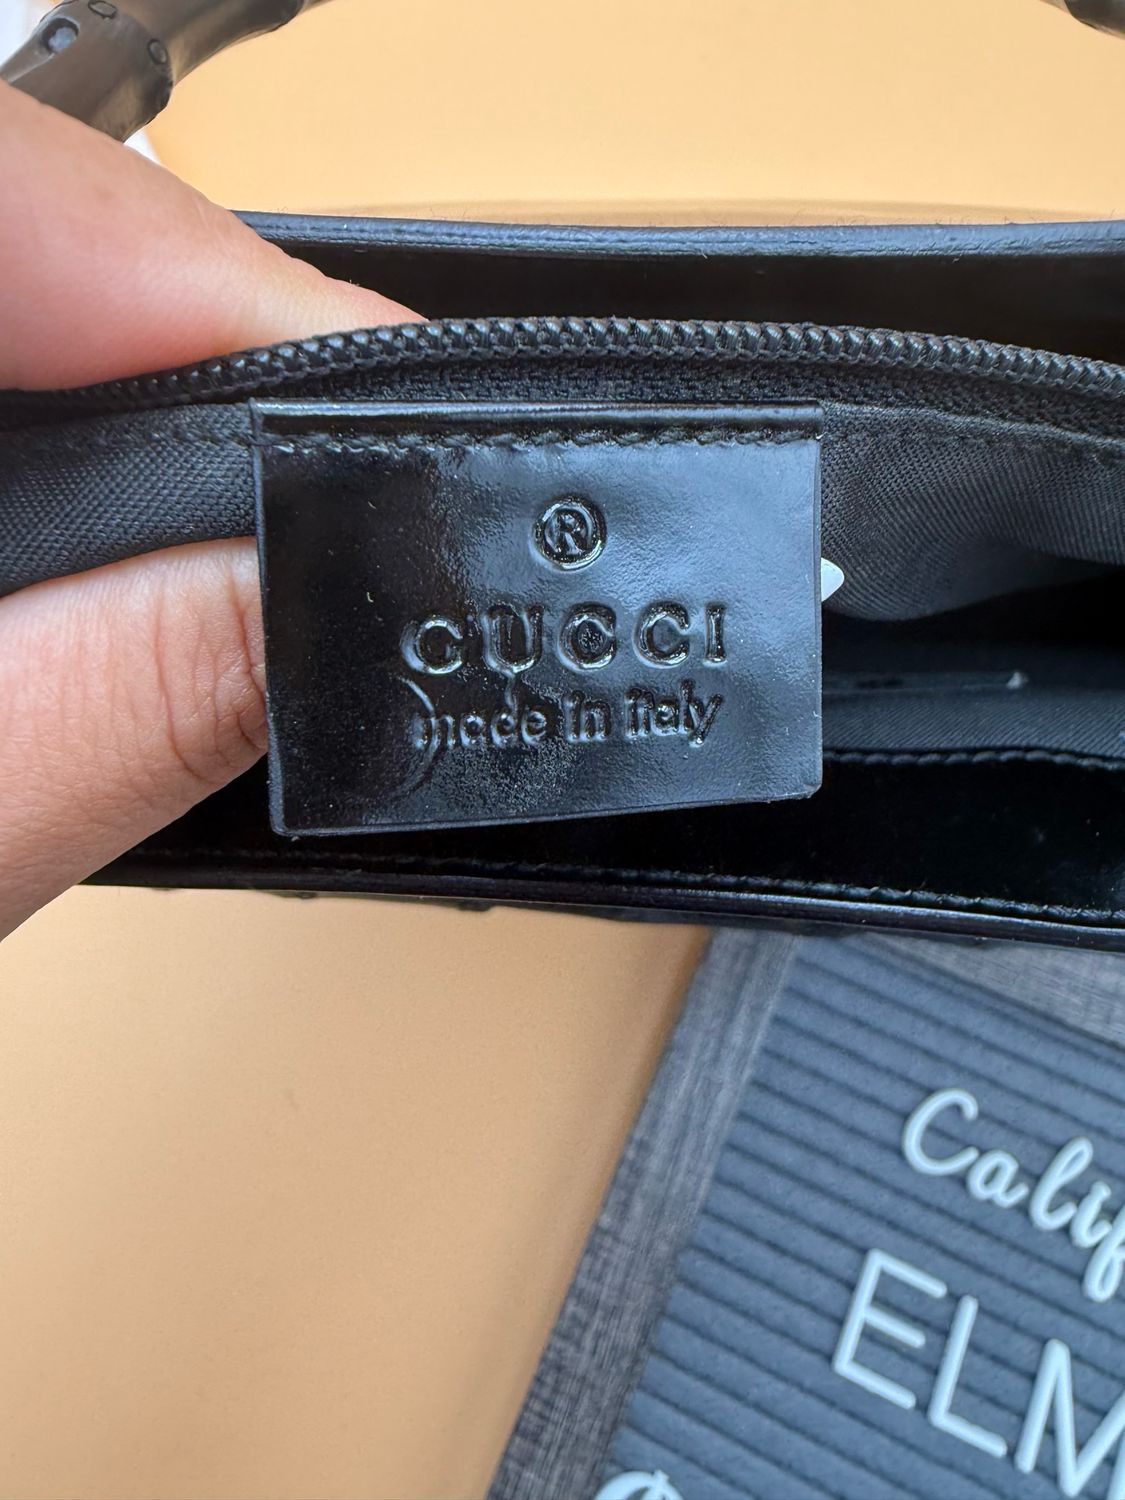 ®
GUCCI
made in italy
Calif
ELM